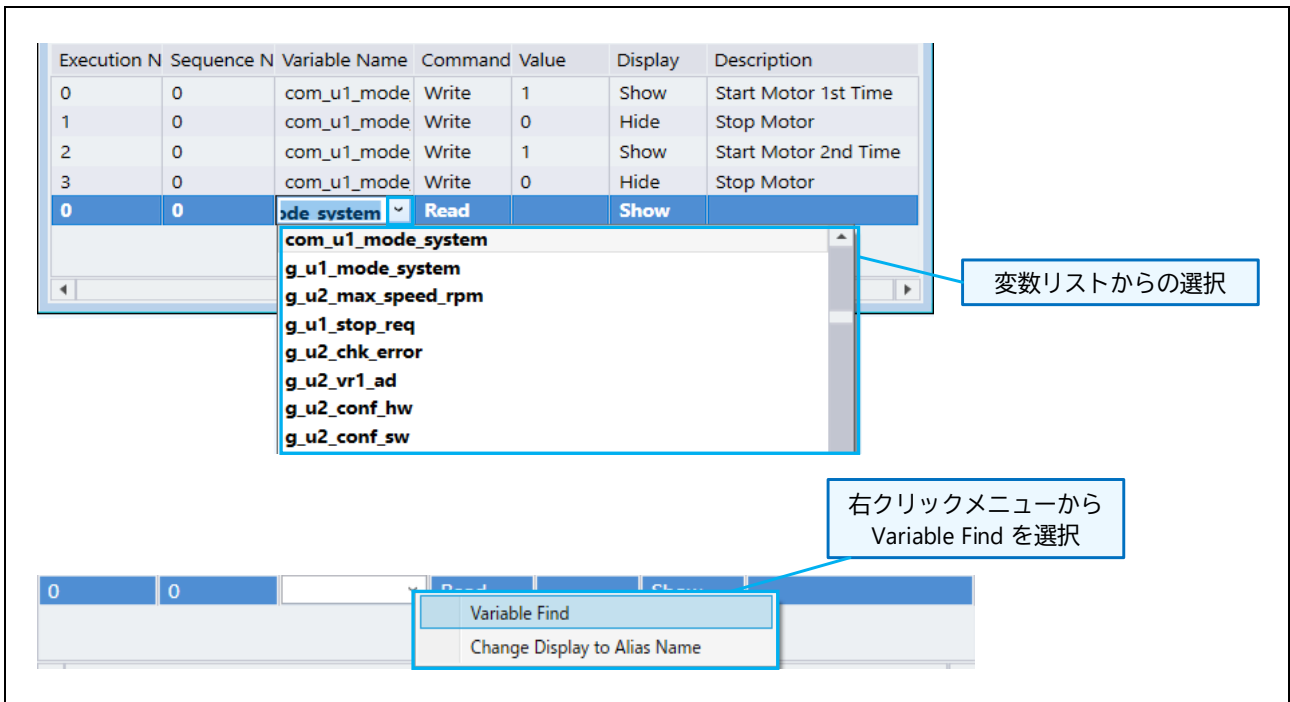 Execution N Sequence N Variable Name Command Value Display Description
0 0 com_u1_mode Write 1 Show Start Motor 1st Time
1 0 com_u1_mode Write 0 Hide Stop Motor
2 0 com_u1_mode Write 1 Show Start Motor 2nd Time
3 0 com_u1_mode Write 0 Hide Stop Motor
0 0 ode_system Read Show
com_u1_mode_system
g_u1_mode_system
g_u2_max_speed_rpm
g_u1_stop_req
g_u2_chk_error
g_u2_vr1_ad
g_u2_conf_hw
g_u2_conf_sw
変数リストからの選択
右クリックメニューから
Variable Find を選択
0 0 Read Show
Variable Find
Change Display to Alias Name